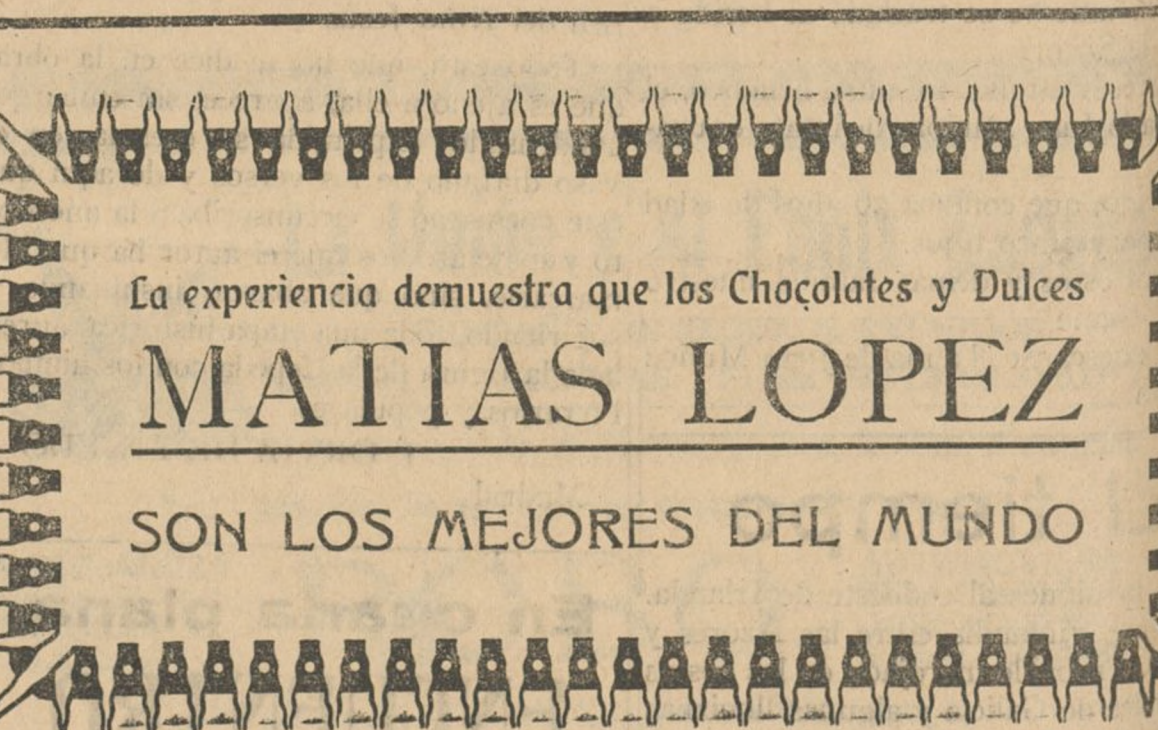 La experiencia demuestra que los Chocolates y Dulces
MATIAS LOPEZ
SON LOS MEJORES DEL MUNDO